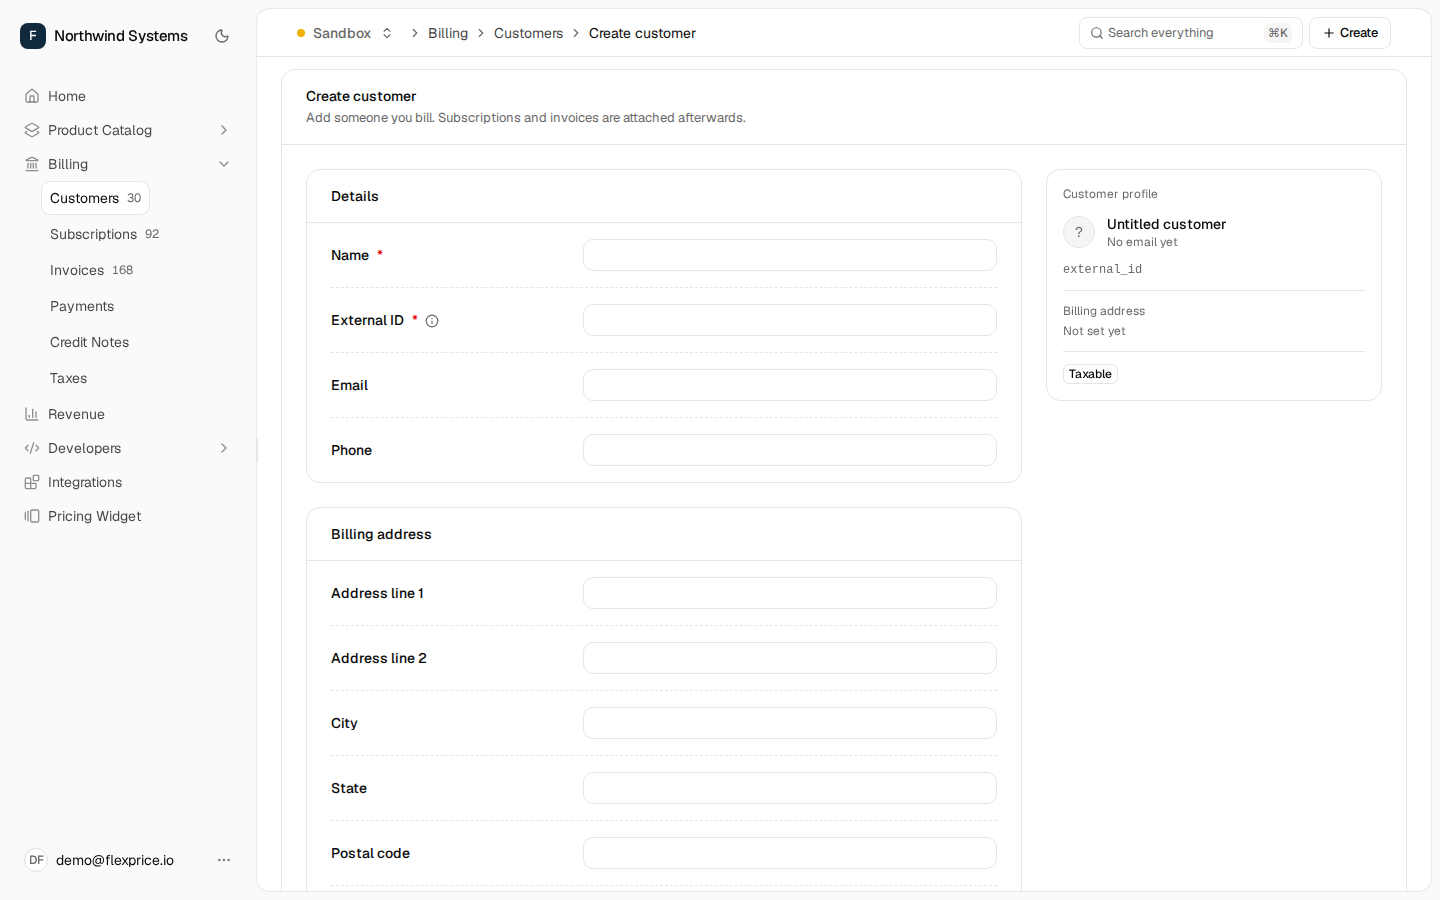 F Northwind Systems
Home
Product Catalog
Billing
Customers 30
Subscriptions 92
Invoices 168
Payments
Credit Notes
Taxes
Revenue
Developers
Integrations
Pricing Widget
DF demo@flexprice.io
Sandbox Billing Customers Create customer
Search everything ⌘K
Create
Create customer
Add someone you bill. Subscriptions and invoices are attached afterwards.
Details
Name *
External ID *
Email
Phone
Billing address
Address line 1
Address line 2
City
State
Postal code
Customer profile
?
Untitled customer
No email yet
external_id
Billing address
Not set yet
Taxable